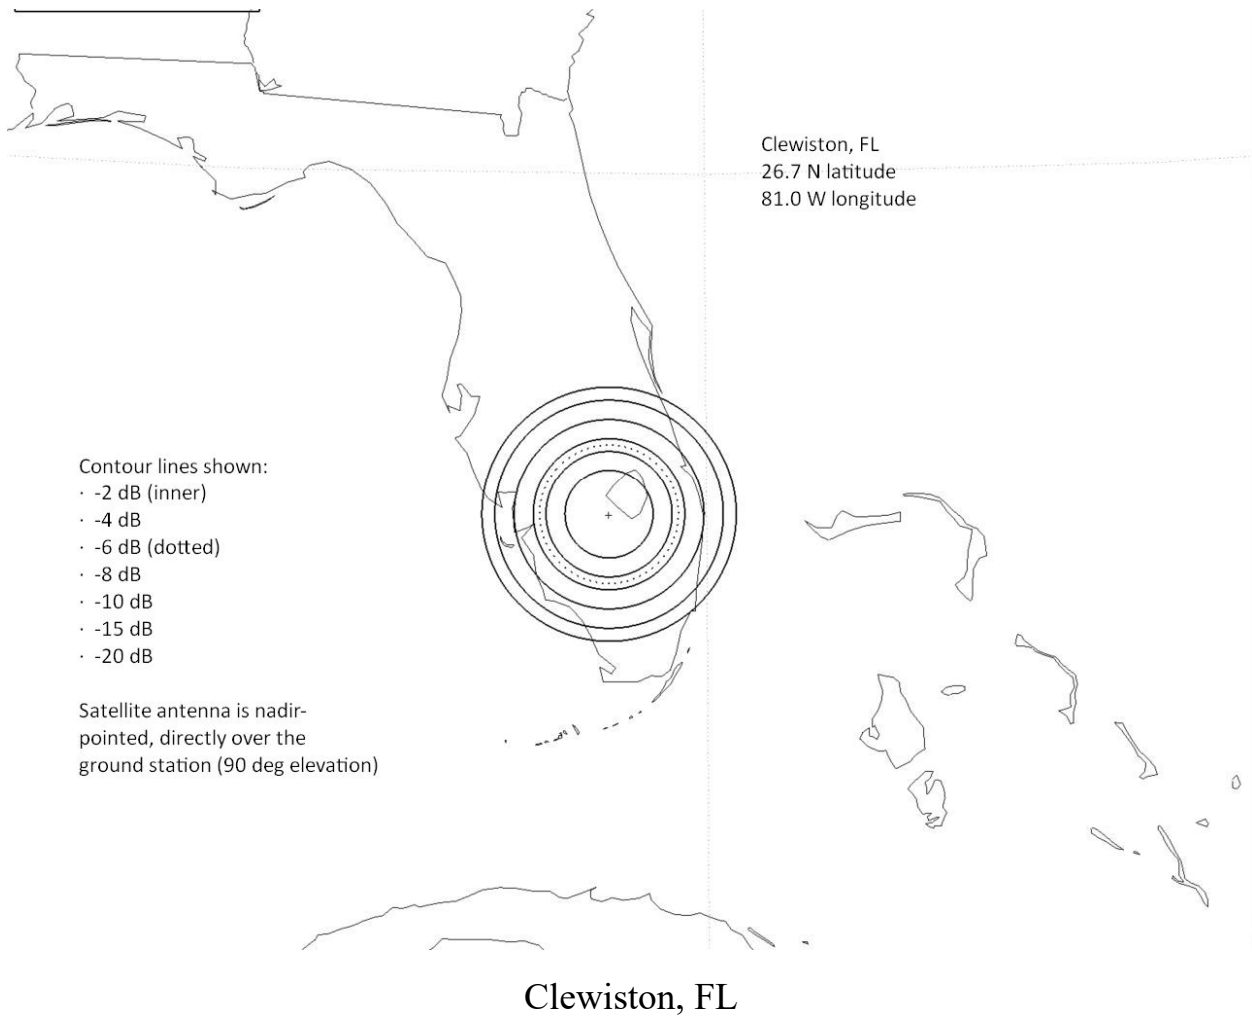 Clewiston, FL
26.7 N latitude
81.0 W longitude
Contour lines shown:
· -2 dB (inner)
· -4 dB
· -6 dB (dotted)
· -8 dB
· -10 dB
· -15 dB
· -20 dB
Satellite antenna is nadir-
pointed, directly over the
ground station (90 deg elevation)
Clewiston, FL